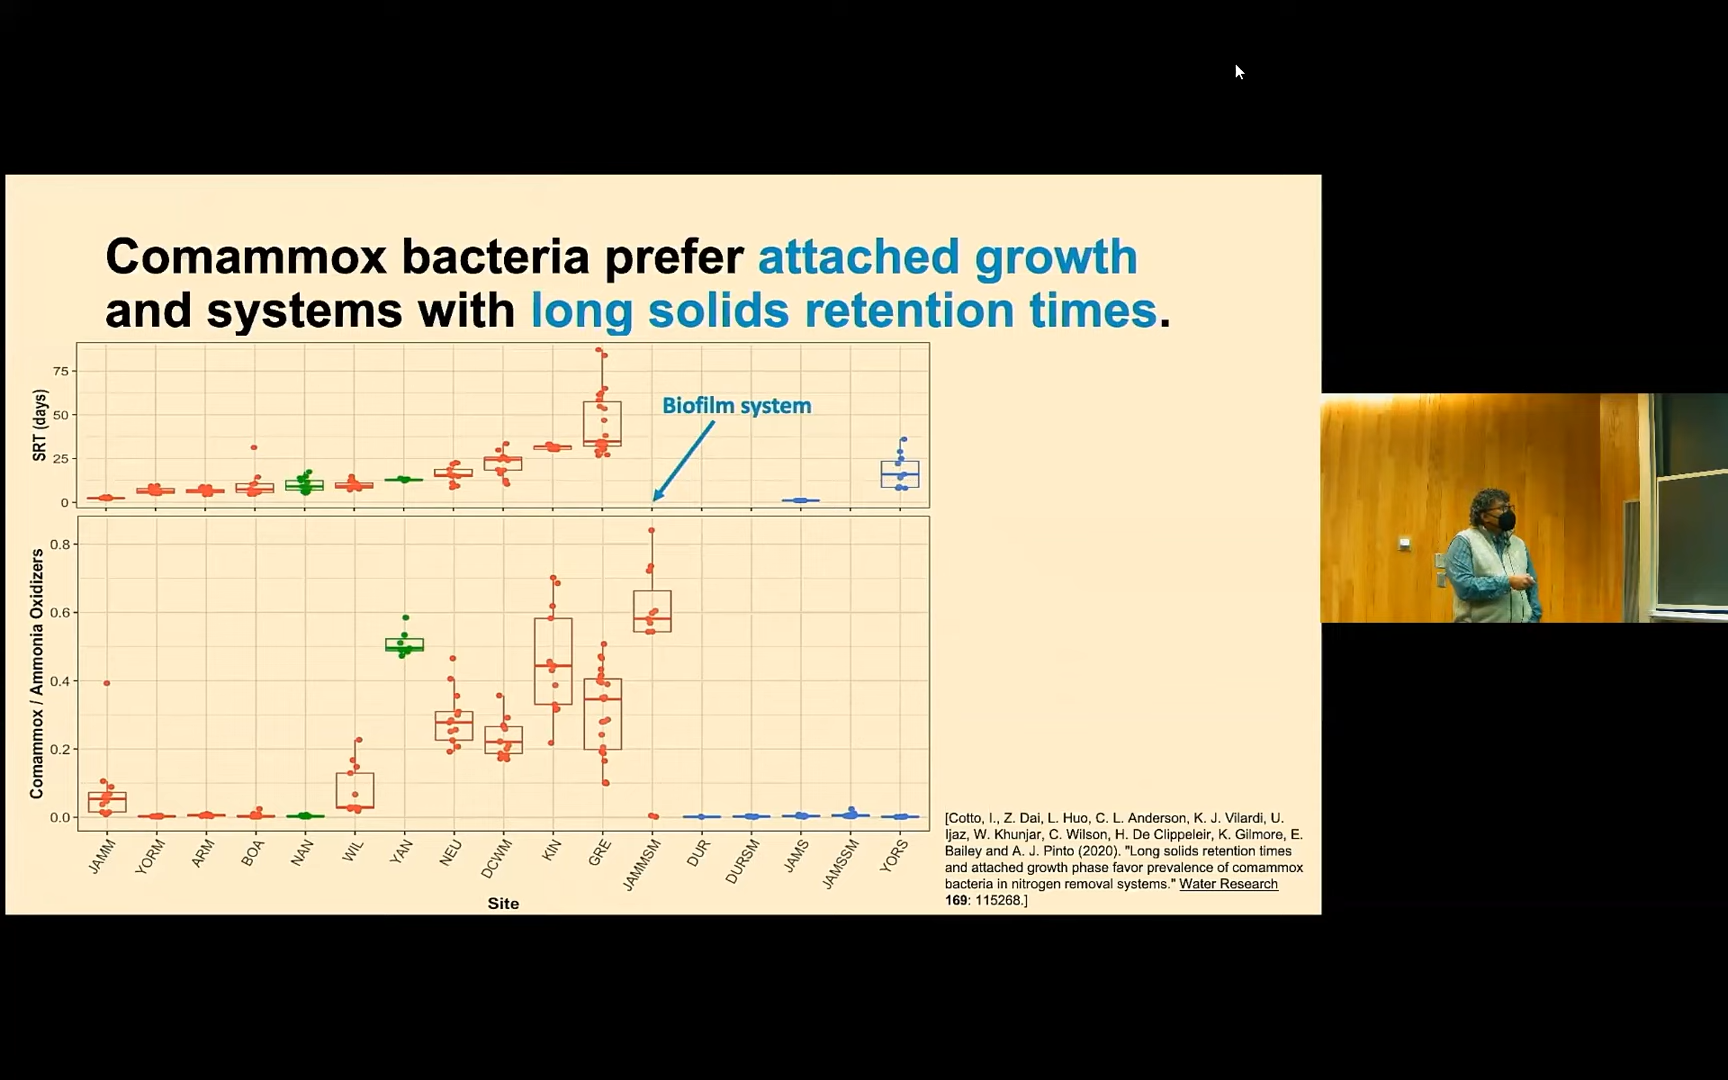 Comammox bacteria prefer attached growth
and systems with long solids retention times.
SRT (days)
75
50
25
0
Biofilm system
Comammox / Ammonia Oxidizers
0.8
0.6
0.4
0.2
0.0
JAMM
YORM
ARM
BOA
NAN
WIL
YAN
NEU
DCWM
KIN
GRE
JAMMSM
DUR
DURSM
JAMS
JAMSSM
YORS
Site
[Cotto, I., Z. Dai, L. Huo, C. L. Anderson, K. J. Vilardi, U.
Ijaz, W. Khunjar, C. Wilson, H. De Clippeleir, K. Gilmore, E.
Bailey and A. J. Pinto (2020). "Long solids retention times
and attached growth phase favor prevalence of comammox
bacteria in nitrogen removal systems." Water Research
169: 115268.]